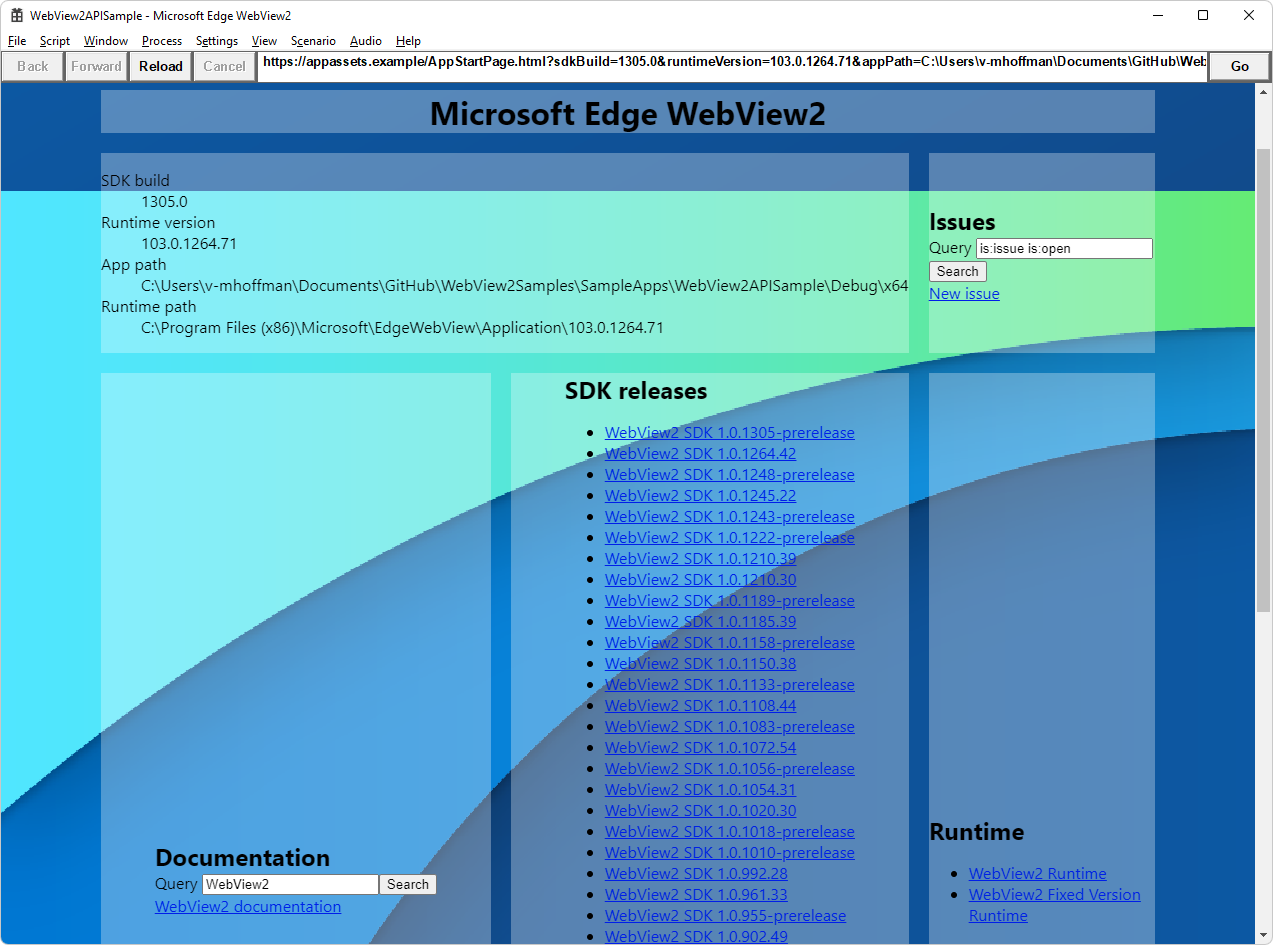 WebView2APISample - Microsoft Edge WebView2
File Script Window Process Settings View Scenario Audio Help
Back Forward Reload Cancel https://appassets.example/AppStartPage.html?sdkBuild=1305.0&runtimeVersion=103.0.1264.71&appPath=C:\Users\v-mhoffman\Documents\GitHub\Web Go
Microsoft Edge WebView2
SDK build
1305.0
Runtime version
103.0.1264.71
App path
C:\Users\v-mhoffman\Documents\GitHub\WebView2Samples\SampleApps\WebView2APISample\Debug\x64
Runtime path
C:\Program Files (x86)\Microsoft\EdgeWebView\Application\103.0.1264.71
Issues
Query is:issue is:open
Search
New issue
Documentation
Query WebView2 Search
WebView2 documentation
SDK releases
WebView2 SDK 1.0.1305-prerelease
WebView2 SDK 1.0.1264.42
WebView2 SDK 1.0.1248-prerelease
WebView2 SDK 1.0.1245.22
WebView2 SDK 1.0.1243-prerelease
WebView2 SDK 1.0.1222-prerelease
WebView2 SDK 1.0.1210.39
WebView2 SDK 1.0.1210.30
WebView2 SDK 1.0.1189-prerelease
WebView2 SDK 1.0.1185.39
WebView2 SDK 1.0.1158-prerelease
WebView2 SDK 1.0.1150.38
WebView2 SDK 1.0.1133-prerelease
WebView2 SDK 1.0.1108.44
WebView2 SDK 1.0.1083-prerelease
WebView2 SDK 1.0.1072.54
WebView2 SDK 1.0.1056-prerelease
WebView2 SDK 1.0.1054.31
WebView2 SDK 1.0.1020.30
WebView2 SDK 1.0.1018-prerelease
WebView2 SDK 1.0.1010-prerelease
WebView2 SDK 1.0.992.28
WebView2 SDK 1.0.961.33
WebView2 SDK 1.0.955-prerelease
WebView2 SDK 1.0.902.49
Runtime
WebView2 Runtime
WebView2 Fixed Version
Runtime